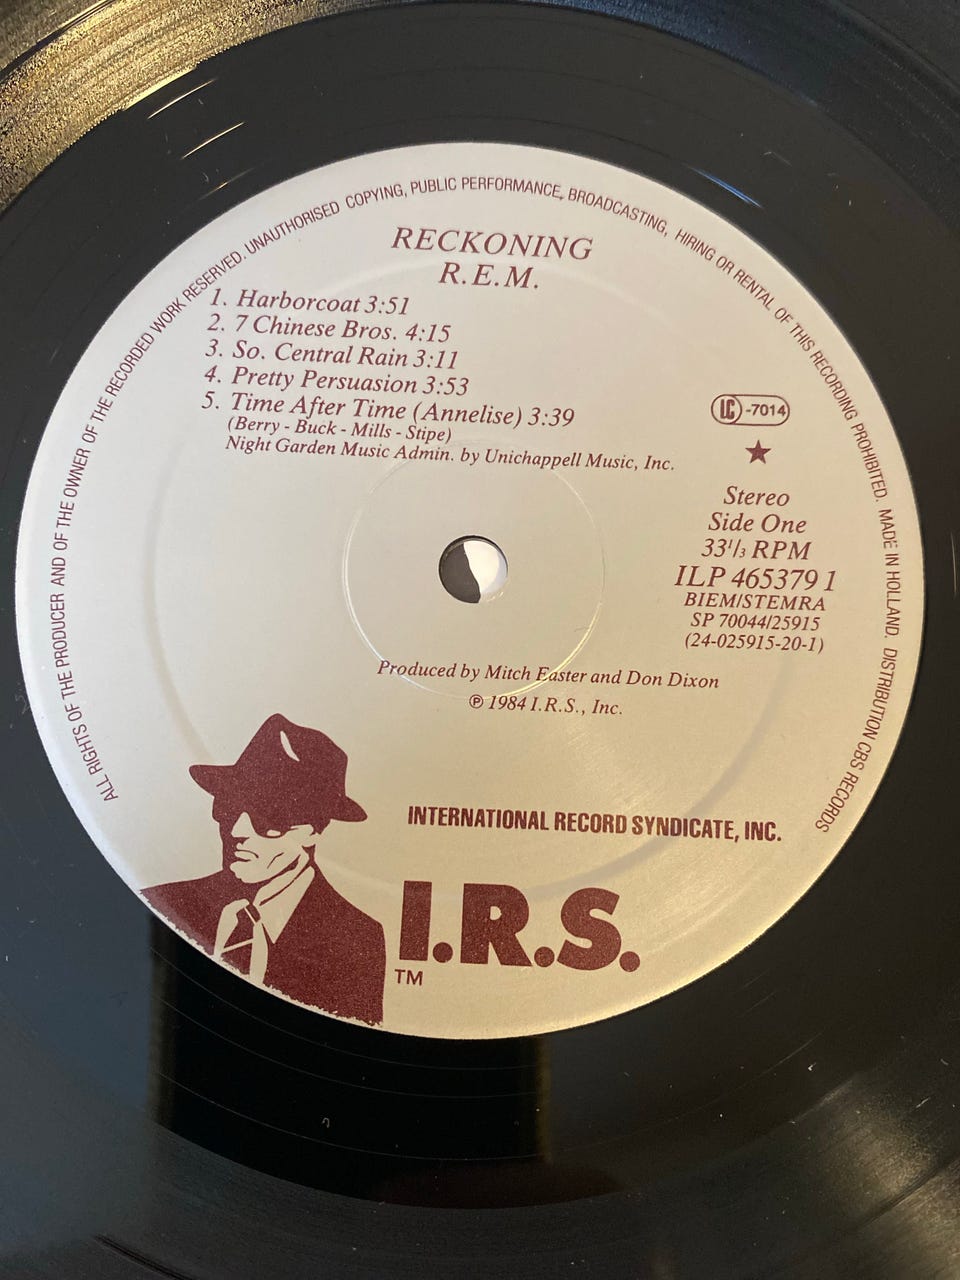 ALL RIGHTS OF THE PRODUCER AND OF THE OWNER OF THE RECORDED WORK RESERVED. UNAUTHORISED COPYING, PUBLIC PERFORMANCE, BROADCASTING, HIRING OR RENTAL OF THIS RECORDING PROHIBITED. MADE IN HOLLAND. DISTRIBUTION CBS RECORDS
RECKONING
R.E.M.
1. Harborcoat 3:51
2. 7 Chinese Bros. 4:15
3. So. Central Rain 3:11
4. Pretty Persuasion 3:53
5. Time After Time (Annelise) 3:39
(Berry - Buck - Mills - Stipe)
Night Garden Music Admin. by Unichappell Music, Inc.
LC -7014
Stereo
Side One
33 1/3 RPM
ILP 465379 1
BIEM/STEMRA
SP 70044/25915
(24-025915-20-1)
Produced by Mitch Easter and Don Dixon
℗ 1984 I.R.S., Inc.
INTERNATIONAL RECORD SYNDICATE, INC.
I.R.S.
TM